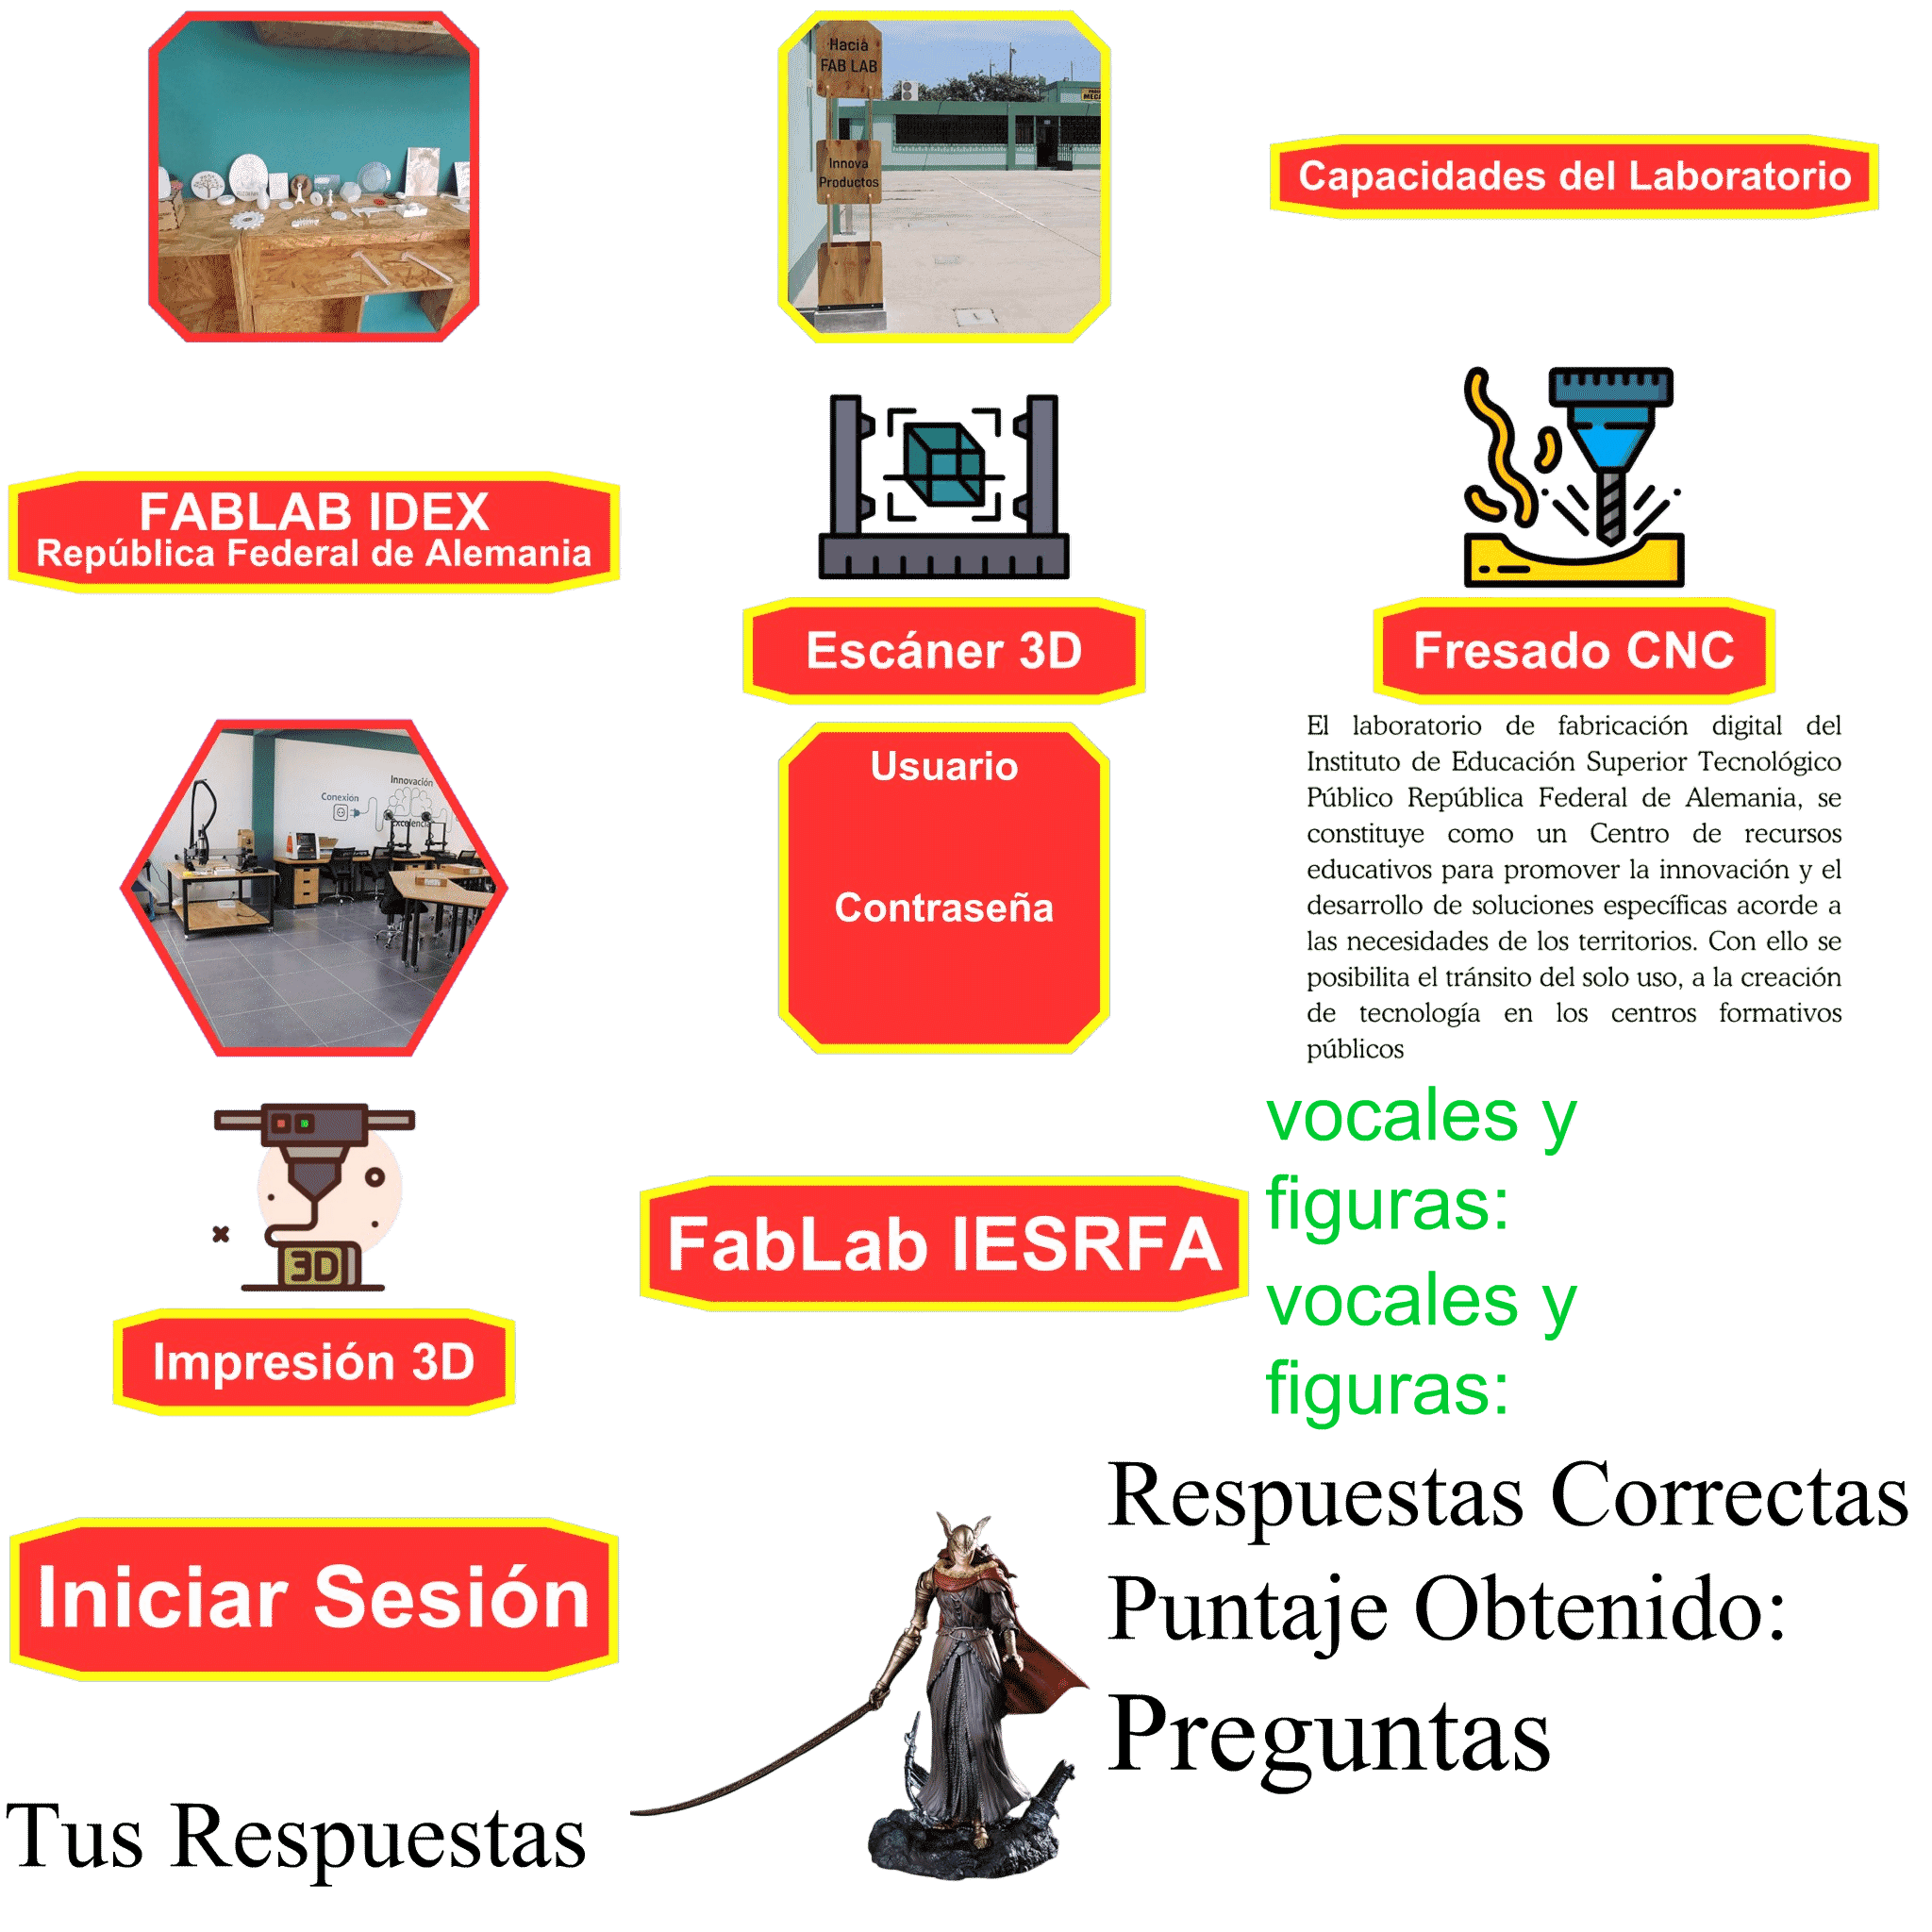 Hacia
FAB LAB
Innova
Productos
MECA
Capacidades del Laboratorio
FABLAB IDEX
República Federal de Alemania
Escáner 3D
Fresado CNC
Innovación
Conexión
Excelencia
Usuario
Contraseña
El laboratorio de fabricación digital del
Instituto de Educación Superior Tecnológico
Público República Federal de Alemania, se
constituye como un Centro de recursos
educativos para promover la innovación y el
desarrollo de soluciones específicas acorde a
las necesidades de los territorios. Con ello se
posibilita el tránsito del solo uso, a la creación
de tecnología en los centros formativos
públicos
3D
Impresión 3D
FabLab IESRFA
vocales y
figuras:
vocales y
figuras:
Iniciar Sesión
Respuestas Correctas
Puntaje Obtenido:
Preguntas
Tus Respuestas